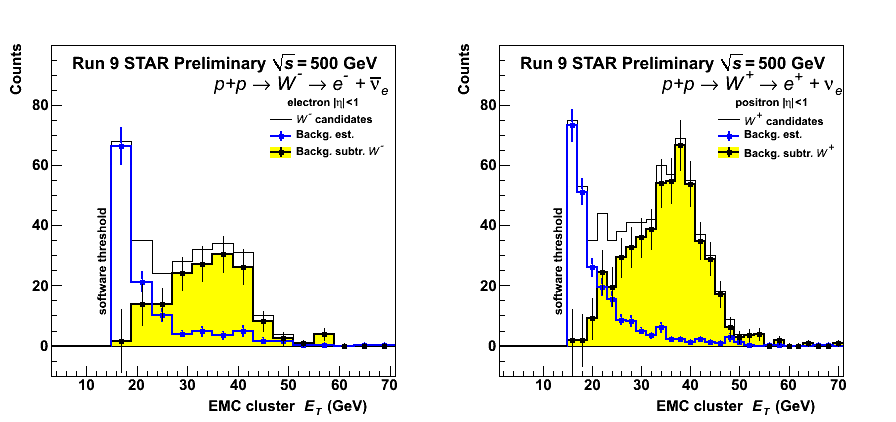 Counts
Run 9 STAR Preliminary √s = 500 GeV
p+p → W⁻ → e⁻ + ν̅ₑ
electron |η|<1
W⁻ candidates
Backg. est.
Backg. subtr. W⁻
software threshold
80
60
40
20
0
10 20 30 40 50 60 70
EMC cluster E_T (GeV)
Counts
Run 9 STAR Preliminary √s = 500 GeV
p+p → W⁺ → e⁺ + νₑ
positron |η|<1
W⁺ candidates
Backg. est.
Backg. subtr. W⁺
software threshold
80
60
40
20
0
10 20 30 40 50 60 70
EMC cluster E_T (GeV)